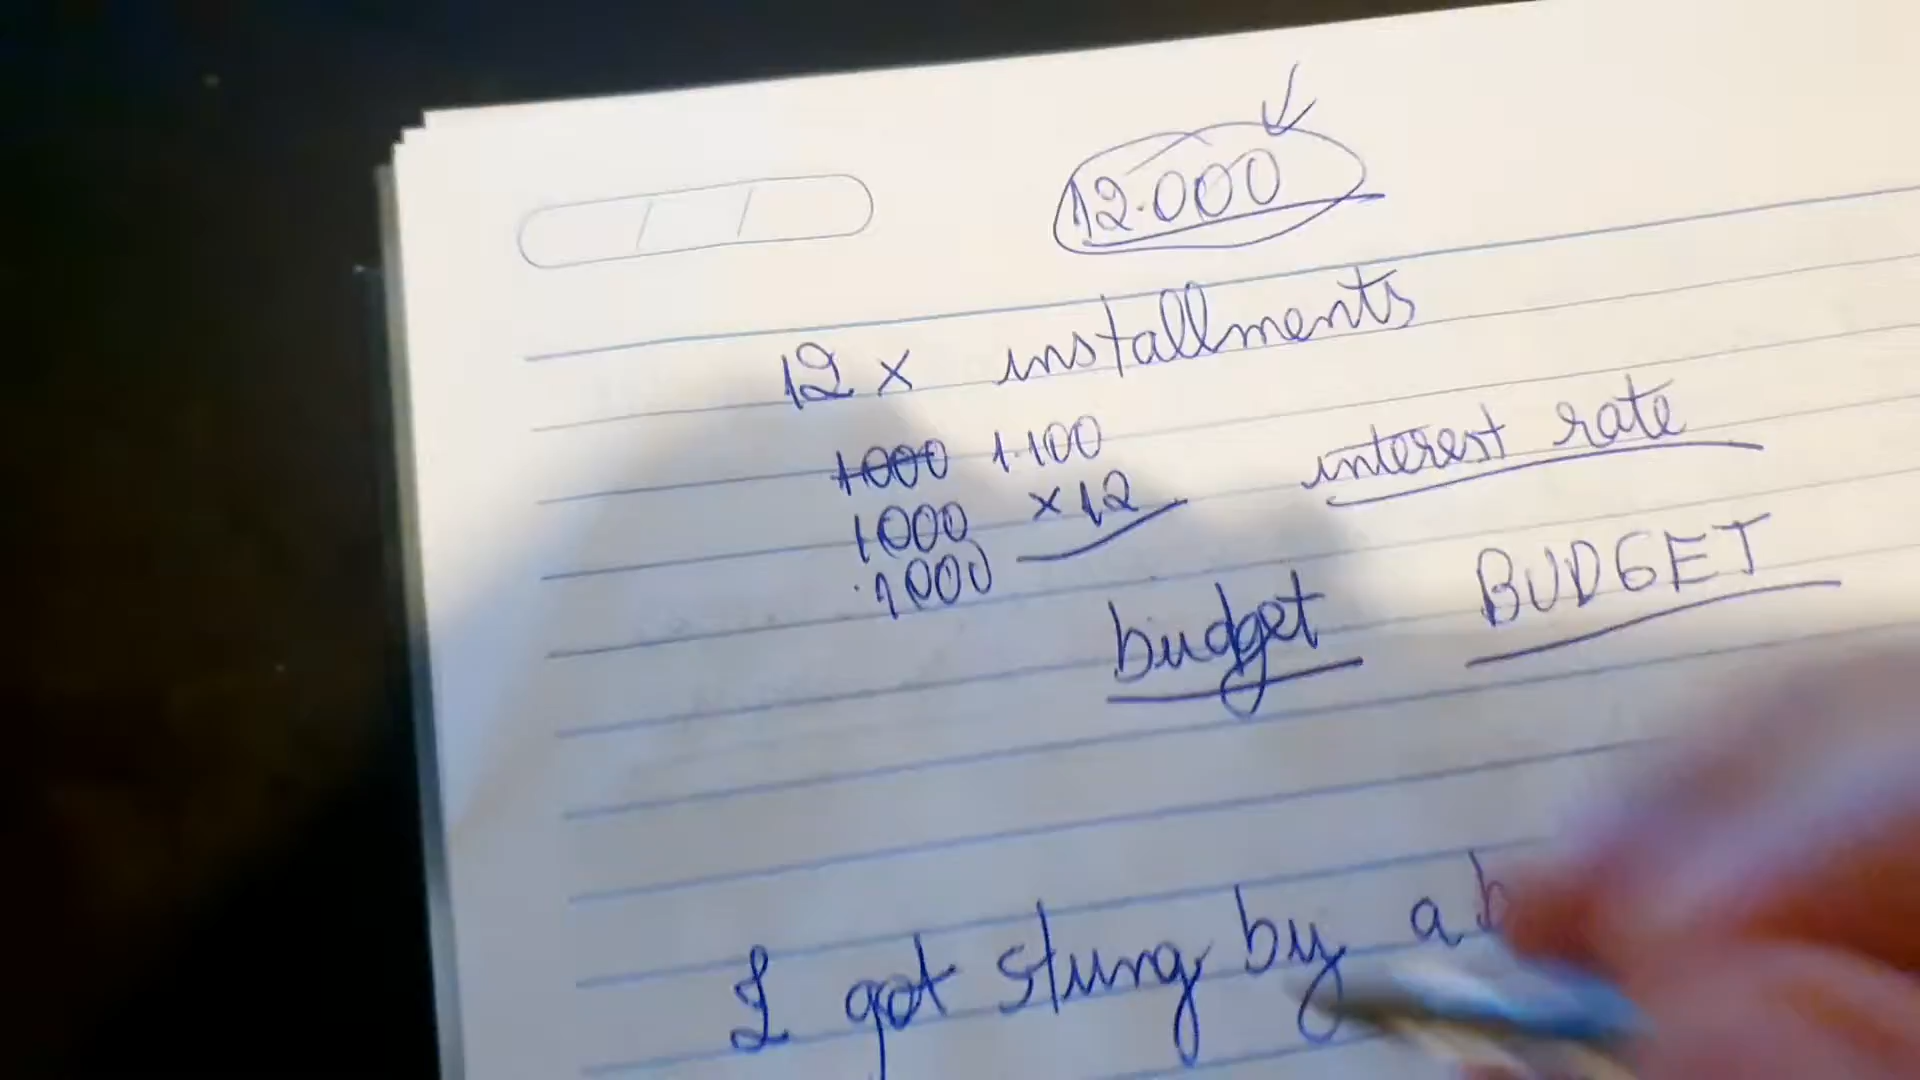 12.000
12 x installments
1000 1.100
interest rate
1000 x 12
1000
budget BUDGET
I got stung by a b